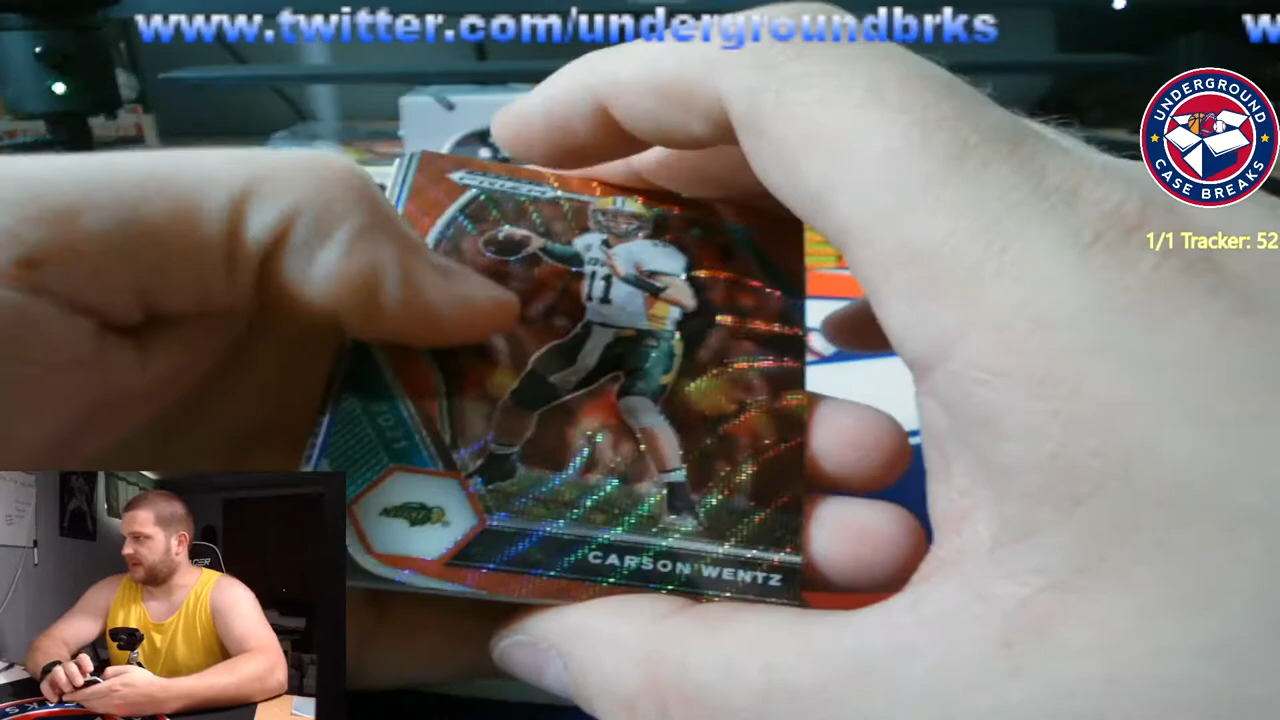 www.twitter.com/undergroundbrks
w
UNDERGROUND
CASE BREAKS
1/1 Tracker: 52
PRIZM
11
CARSON WENTZ